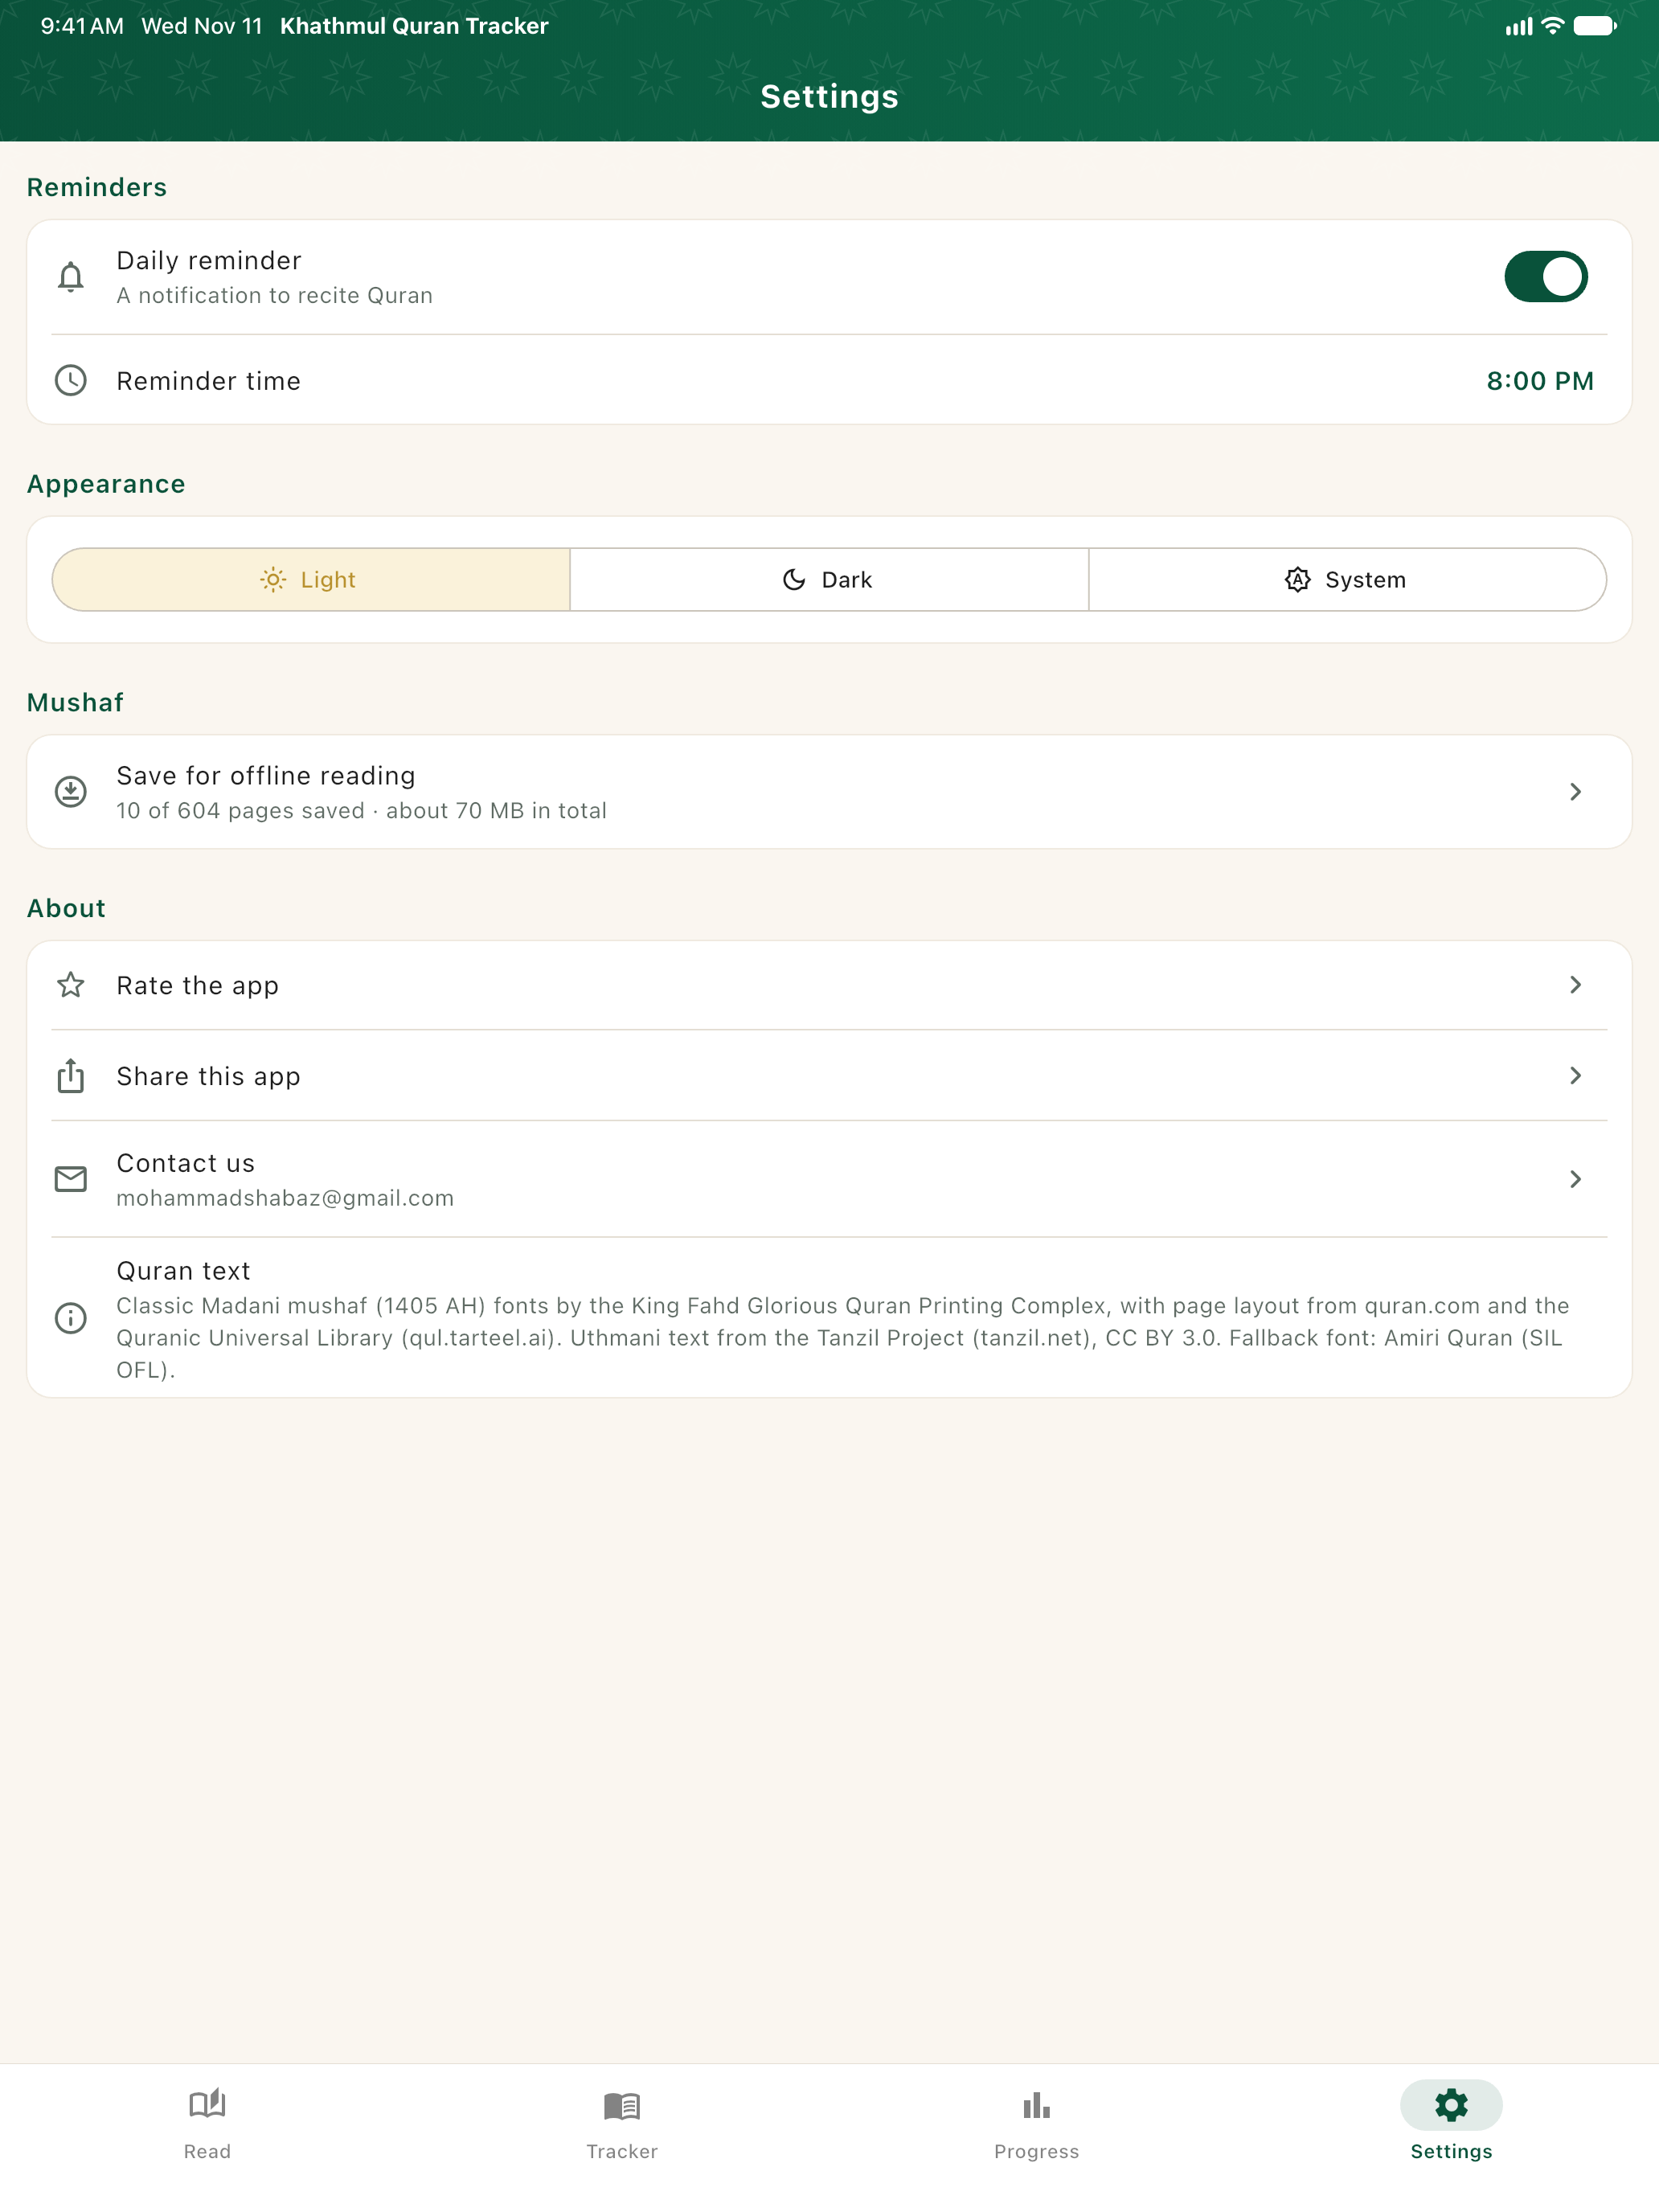 9:41 AM Wed Nov 11 Khathmul Quran Tracker
Settings
Reminders
Daily reminder
A notification to recite Quran
Reminder time
8:00 PM
Appearance
Light
Dark
System
Mushaf
Save for offline reading
10 of 604 pages saved · about 70 MB in total
About
Rate the app
Share this app
Contact us
mohammadshabaz@gmail.com
Quran text
Classic Madani mushaf (1405 AH) fonts by the King Fahd Glorious Quran Printing Complex, with page layout from quran.com and the
Quranic Universal Library (qul.tarteel.ai). Uthmani text from the Tanzil Project (tanzil.net), CC BY 3.0. Fallback font: Amiri Quran (SIL
OFL).
Read
Tracker
Progress
Settings